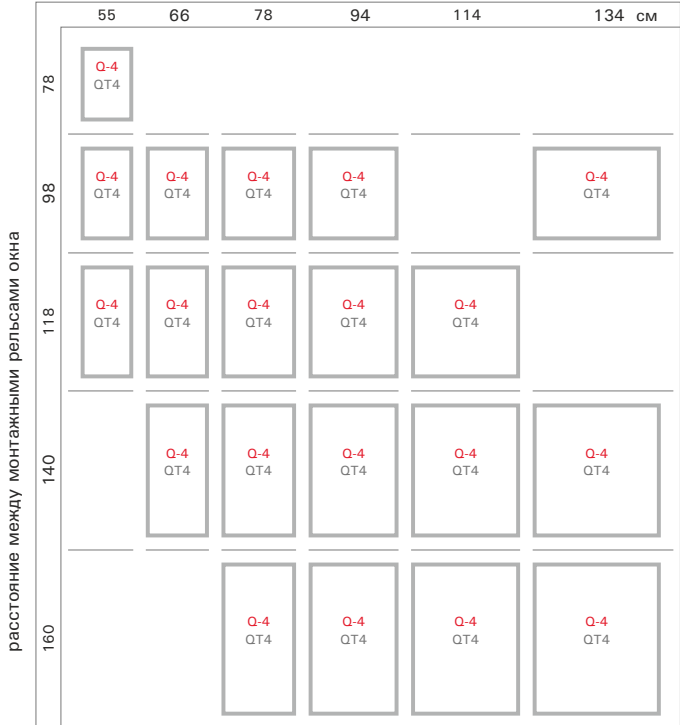 55 66 78 94 114 134 см
78
Q-4
QT4
98
Q-4 Q-4 Q-4 Q-4 Q-4
QT4 QT4 QT4 QT4 QT4
118
Q-4 Q-4 Q-4 Q-4 Q-4
QT4 QT4 QT4 QT4 QT4
140
Q-4 Q-4 Q-4 Q-4 Q-4
QT4 QT4 QT4 QT4 QT4
160
Q-4 Q-4 Q-4 Q-4
QT4 QT4 QT4 QT4
расстояние между монтажными рельсами окна